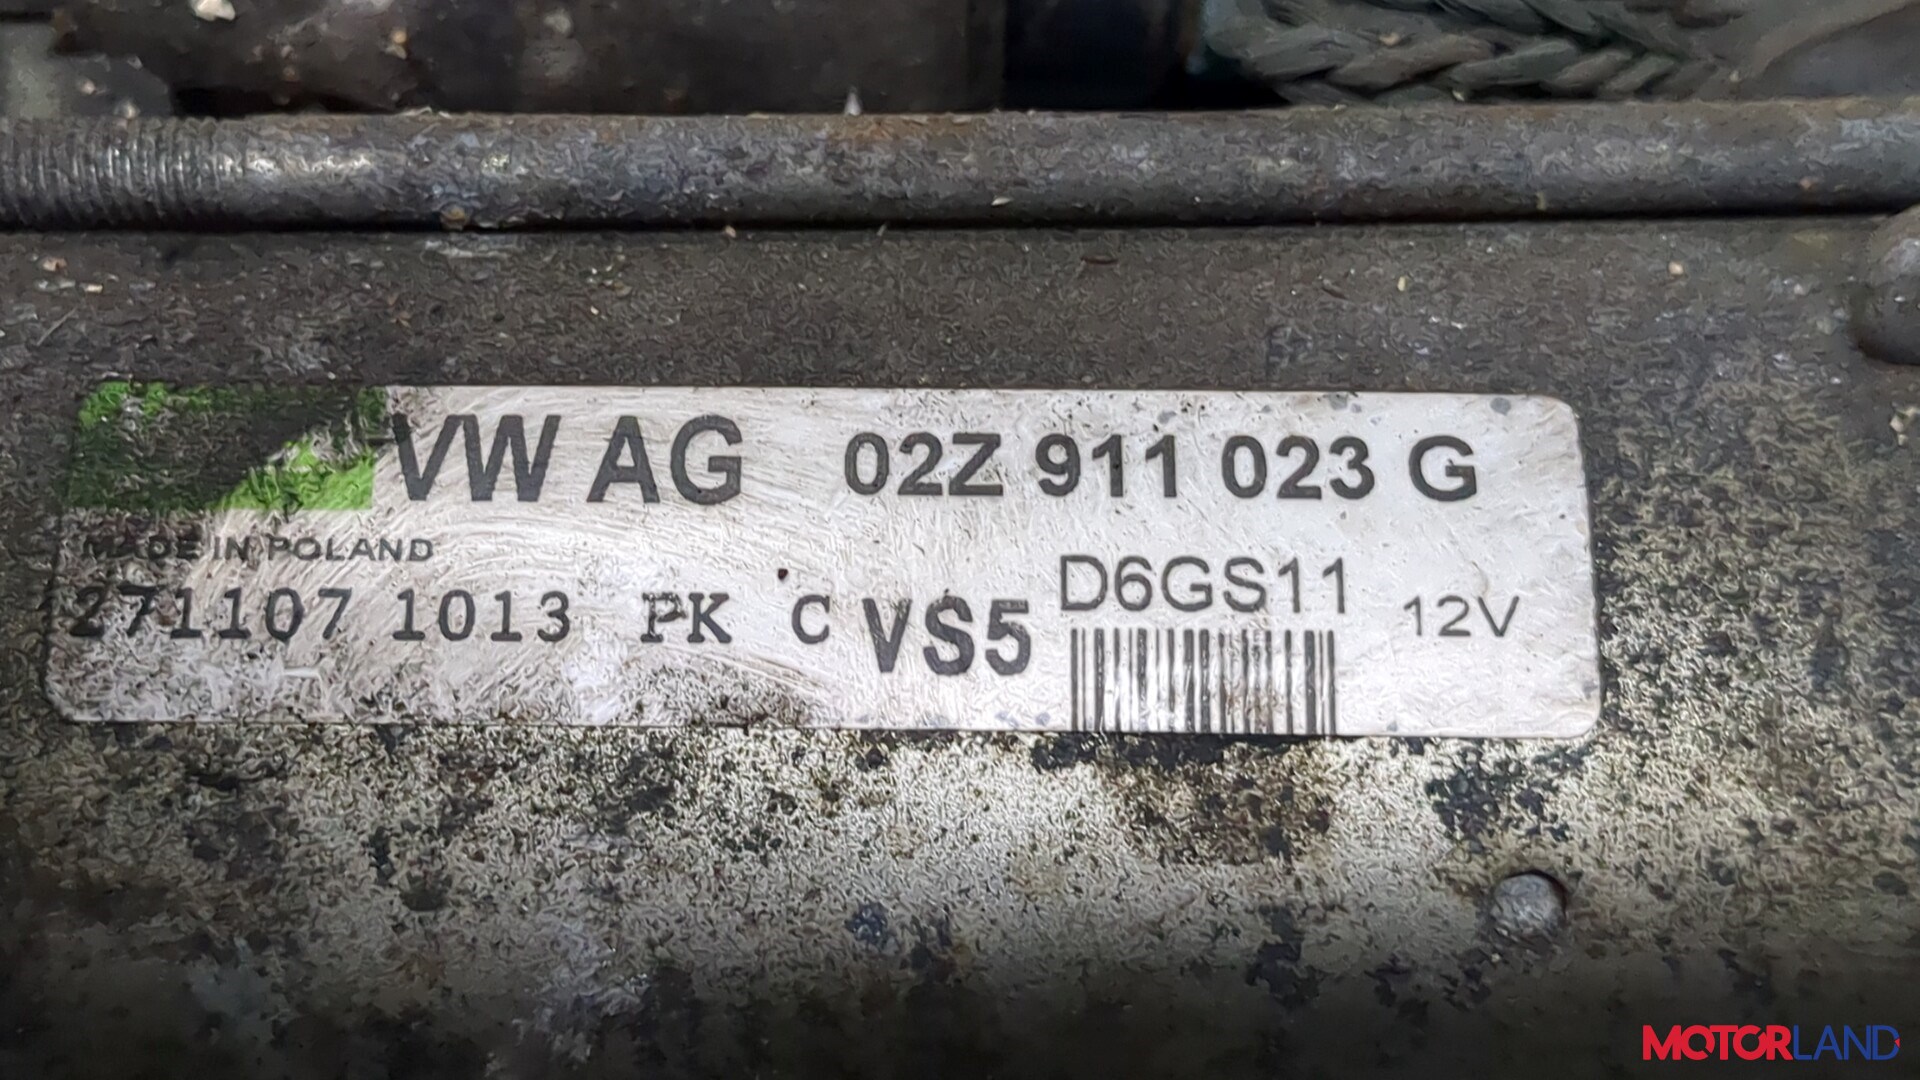 VW AG 02Z 911 023 G
MADE IN POLAND
271107 1013 PK C VS5 D6GS11 12V
MOTORLAND